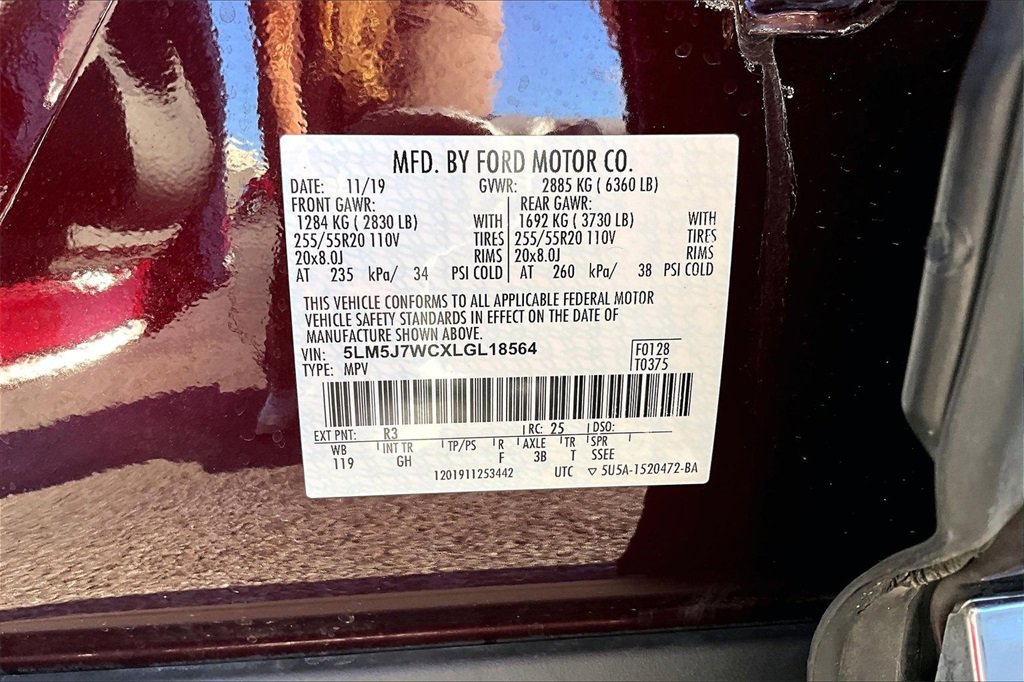 MFD. BY FORD MOTOR CO.
DATE: 11/19 GVWR: 2885 KG ( 6360 LB)
FRONT GAWR: REAR GAWR:
1284 KG ( 2830 LB) WITH 1692 KG ( 3730 LB) WITH
255/55R20 110V TIRES 255/55R20 110V TIRES
20x8.0J RIMS 20x8.0J RIMS
AT 235 kPa/ 34 PSI COLD AT 260 kPa/ 38 PSI COLD
THIS VEHICLE CONFORMS TO ALL APPLICABLE FEDERAL MOTOR
VEHICLE SAFETY STANDARDS IN EFFECT ON THE DATE OF
MANUFACTURE SHOWN ABOVE.
VIN: 5LM5J7WCXLGL18564 F0128
TYPE: MPV T0375
EXT PNT: R3 RC: 25 DSO:
WB INT TR TP/PS R AXLE TR SPR
119 GH F 3B T SSEE
1201911253442 UTC ▽ 5U5A-1520472-BA